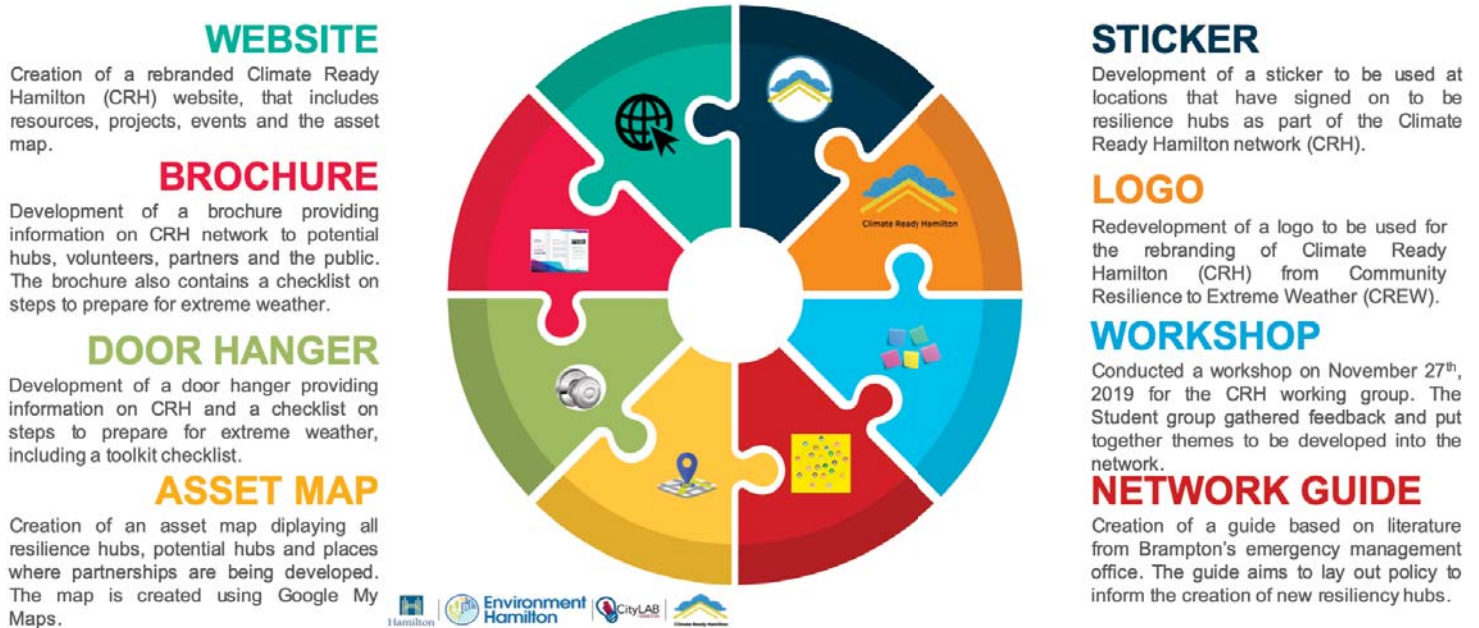 WEBSITE
Creation of a rebranded Climate Ready
Hamilton (CRH) website, that includes
resources, projects, events and the asset
map.
BROCHURE
Development of a brochure providing
information on CRH network to potential
hubs, volunteers, partners and the public.
The brochure also contains a checklist on
steps to prepare for extreme weather.
DOOR HANGER
Development of a door hanger providing
information on CRH and a checklist on
steps to prepare for extreme weather,
including a toolkit checklist.
ASSET MAP
Creation of an asset map diplaying all
resilience hubs, potential hubs and places
where partnerships are being developed.
The map is created using Google My
Maps.
Climate Ready Hamilton
Hamilton
Environment
Hamilton
CityLAB
Climate Ready Hamilton
STICKER
Development of a sticker to be used at
locations that have signed on to be
resilience hubs as part of the Climate
Ready Hamilton network (CRH).
LOGO
Redevelopment of a logo to be used for
the rebranding of Climate Ready
Hamilton (CRH) from Community
Resilience to Extreme Weather (CREW).
WORKSHOP
Conducted a workshop on November 27th,
2019 for the CRH working group. The
Student group gathered feedback and put
together themes to be developed into the
network.
NETWORK GUIDE
Creation of a guide based on literature
from Brampton's emergency management
office. The guide aims to lay out policy to
inform the creation of new resiliency hubs.